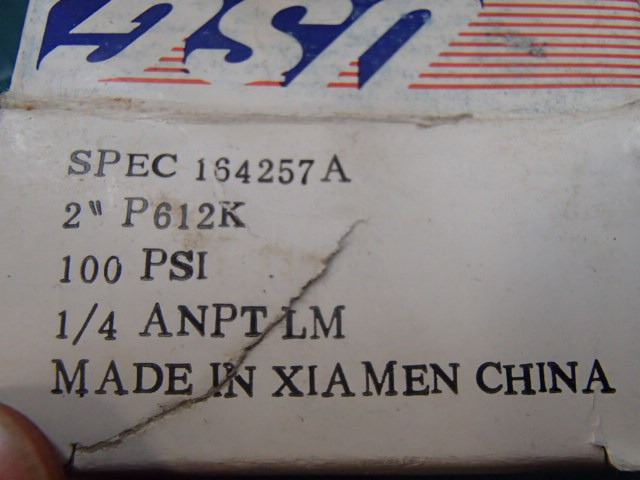 SPEC 164257A
2" P612K
100 PSI
1/4 ANPT LM
MADE IN XIAMEN CHINA